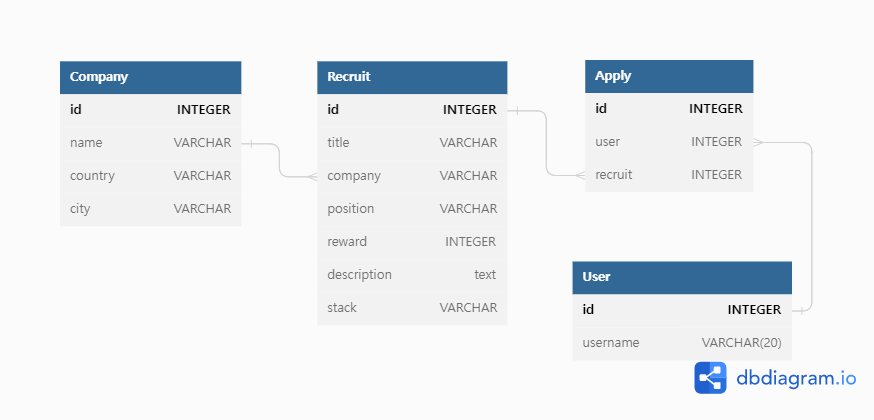 Company
id INTEGER
name VARCHAR
country VARCHAR
city VARCHAR
Recruit
id INTEGER
title VARCHAR
company VARCHAR
position VARCHAR
reward INTEGER
description text
stack VARCHAR
Apply
id INTEGER
user INTEGER
recruit INTEGER
User
id INTEGER
username VARCHAR(20)
dbdiagram.io